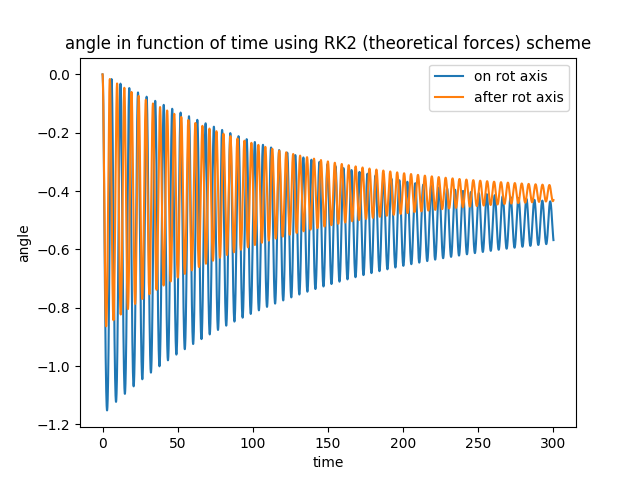 angle in function of time using RK2 (theoretical forces) scheme
on rot axis
after rot axis
0.0
−0.2
−0.4
−0.6
−0.8
−1.0
−1.2
angle
0 50 100 150 200 250 300
time